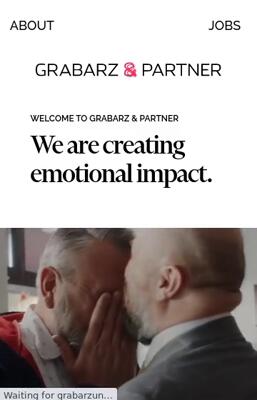 ABOUT JOBS
GRABARZ & PARTNER
WELCOME TO GRABARZ & PARTNER
We are creating
emotional impact.
Waiting for grabarzun...